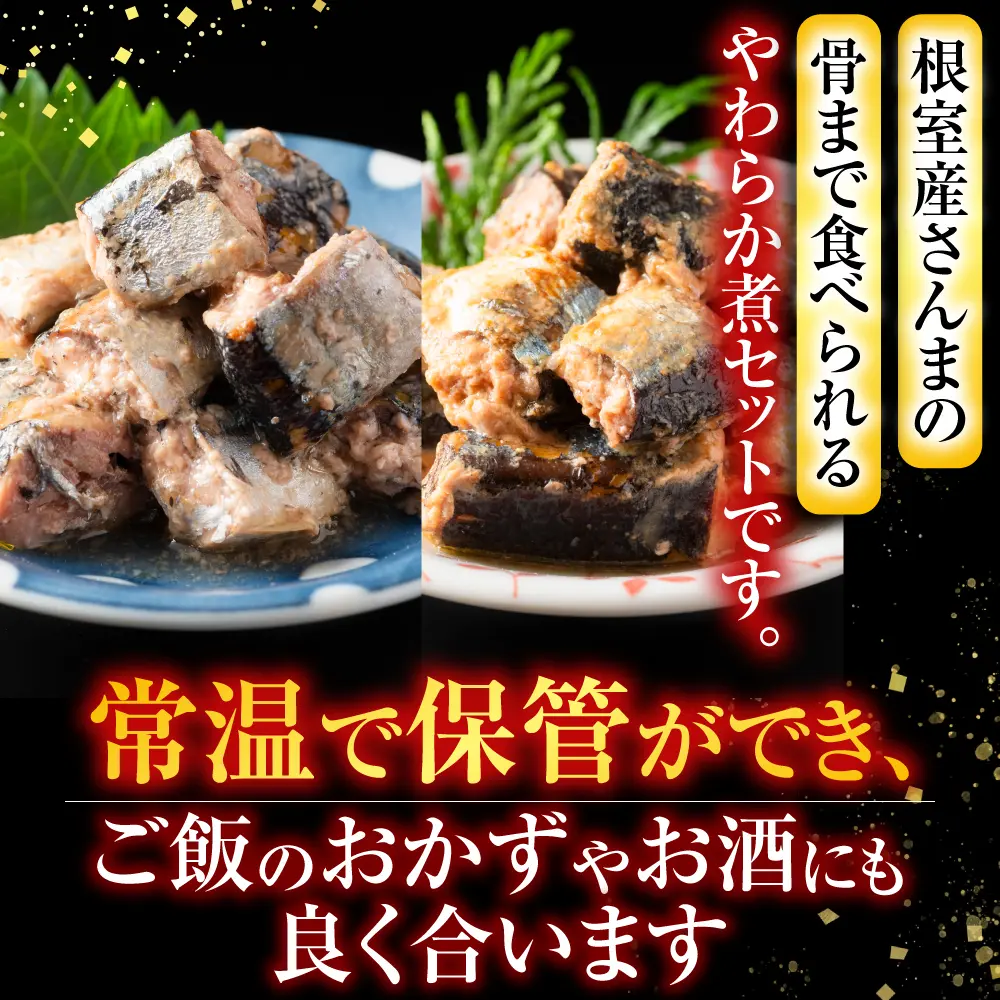 根室産さんまの
骨まで食べられる
やわらか煮セットです。
常温で保管ができ、
ご飯のおかずやお酒にも
良く合います